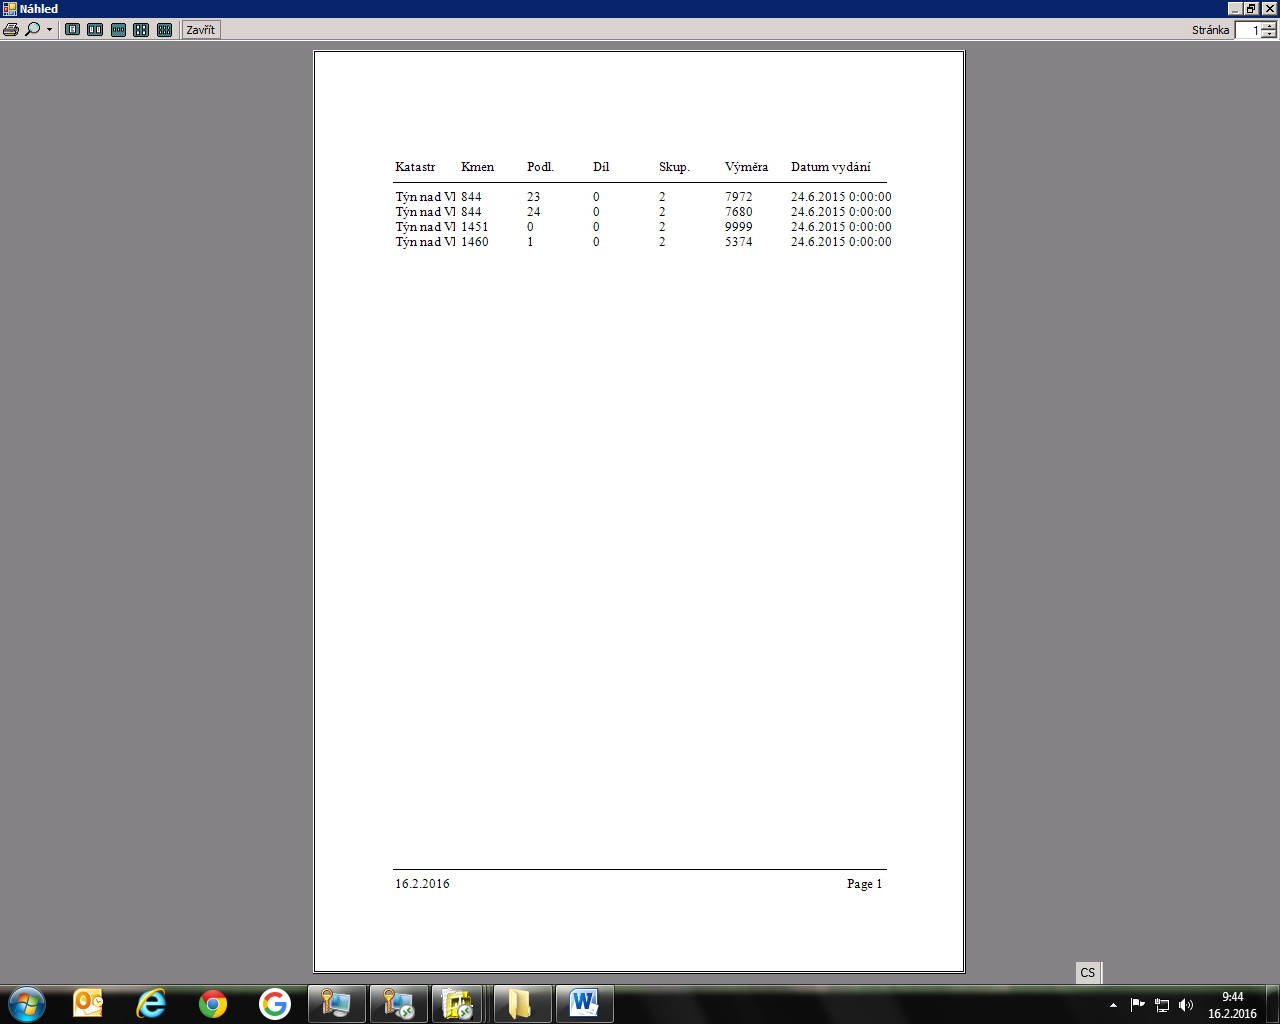 Náhled
Zavřít
Stránka 1
Katastr Kmen Podl. Díl Skup. Výměra Datum vydání
Týn nad Vl 844 23 0 2 7972 24.6.2015 0:00:00
Týn nad Vl 844 24 0 2 7680 24.6.2015 0:00:00
Týn nad Vl 1451 0 0 2 9999 24.6.2015 0:00:00
Týn nad Vl 1460 1 0 2 5374 24.6.2015 0:00:00
16.2.2016 Page 1
CS
9:44
16.2.2016